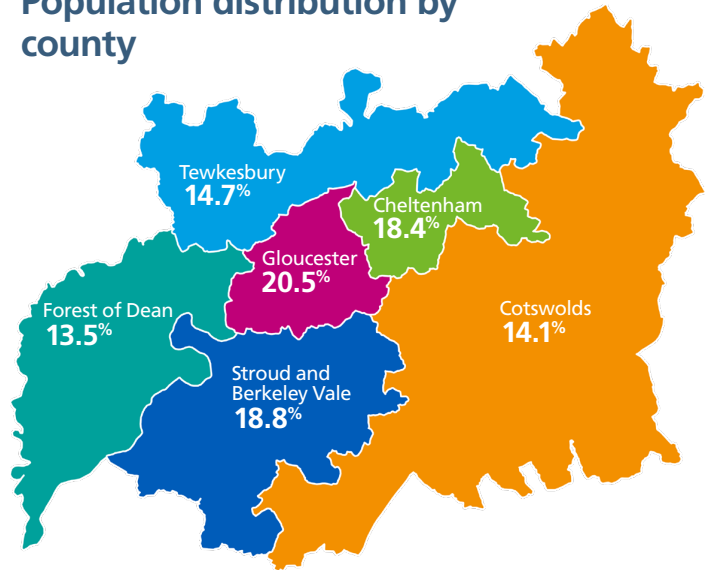 Population distribution by
county
Tewkesbury
14.7%
Cheltenham
18.4%
Gloucester
20.5%
Forest of Dean
13.5%
Cotswolds
14.1%
Stroud and
Berkeley Vale
18.8%